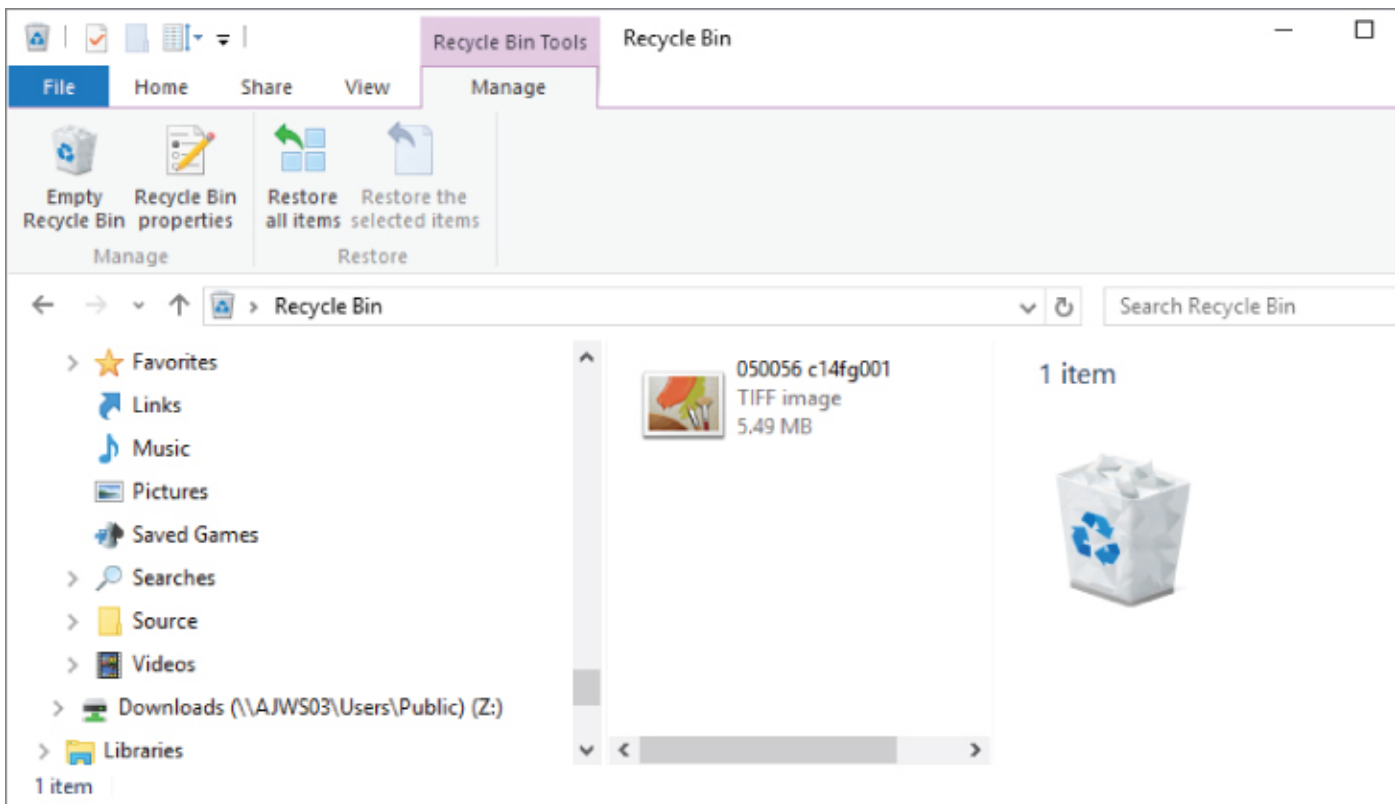 Recycle Bin Tools
Recycle Bin
File
Home
Share
View
Manage
Empty
Recycle Bin
Recycle Bin
properties
Restore
all items
Restore the
selected items
Manage
Restore
Recycle Bin
Search Recycle Bin
Favorites
Links
Music
Pictures
Saved Games
Searches
Source
Videos
Downloads (\\AJWS03\Users\Public) (Z:)
Libraries
050056 c14fg001
TIFF image
5.49 MB
1 item
1 item